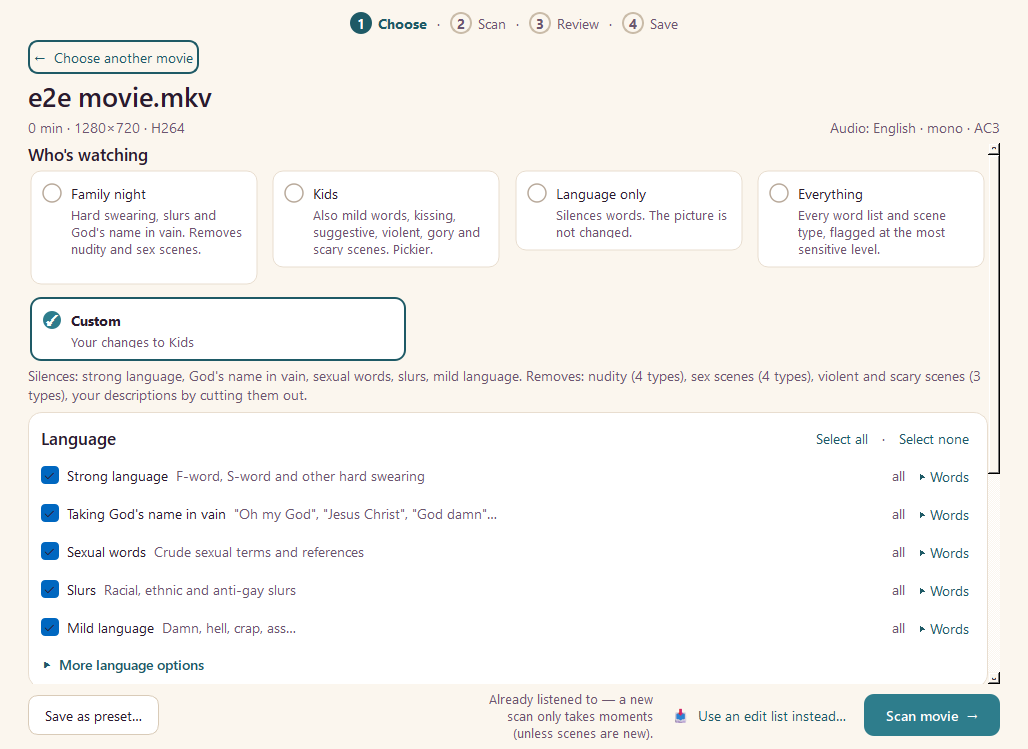 1 Choose · 2 Scan · 3 Review · 4 Save
← Choose another movie
e2e movie.mkv
0 min · 1280×720 · H264
Audio: English · mono · AC3
Who's watching
Family night
Hard swearing, slurs and
God's name in vain. Removes
nudity and sex scenes.
Kids
Also mild words, kissing,
suggestive, violent, gory and
scary scenes. Pickier.
Language only
Silences words. The picture is
not changed.
Everything
Every word list and scene
type, flagged at the most
sensitive level.
Custom
Your changes to Kids
Silences: strong language, God's name in vain, sexual words, slurs, mild language. Removes: nudity (4 types), sex scenes (4 types), violent and scary scenes (3
types), your descriptions by cutting them out.
Language
Select all · Select none
Strong language F-word, S-word and other hard swearing all ▸ Words
Taking God's name in vain "Oh my God", "Jesus Christ", "God damn"... all ▸ Words
Sexual words Crude sexual terms and references all ▸ Words
Slurs Racial, ethnic and anti-gay slurs all ▸ Words
Mild language Damn, hell, crap, ass... all ▸ Words
▸ More language options
Save as preset...
Already listened to — a new
scan only takes moments
(unless scenes are new).
Use an edit list instead...
Scan movie →